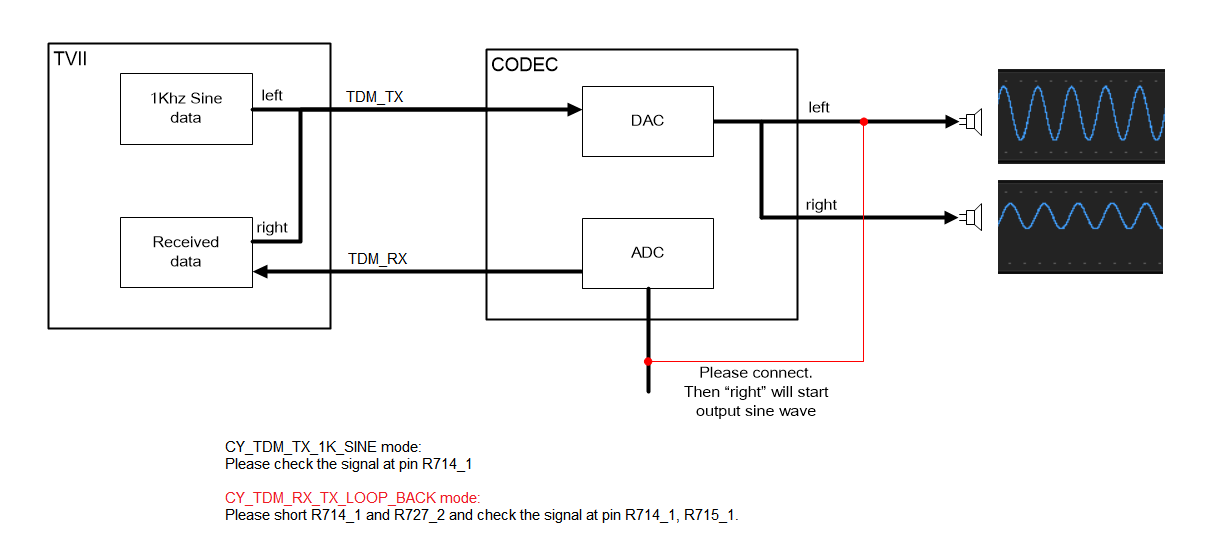 TVII
CODEC
1Khz Sine
data
left
TDM_TX
DAC
left
right
Received
data
right
TDM_RX
ADC
Please connect.
Then “right” will start
output sine wave
CY_TDM_TX_1K_SINE mode:
Please check the signal at pin R714_1
CY_TDM_RX_TX_LOOP_BACK mode:
Please short R714_1 and R727_2 and check the signal at pin R714_1, R715_1.